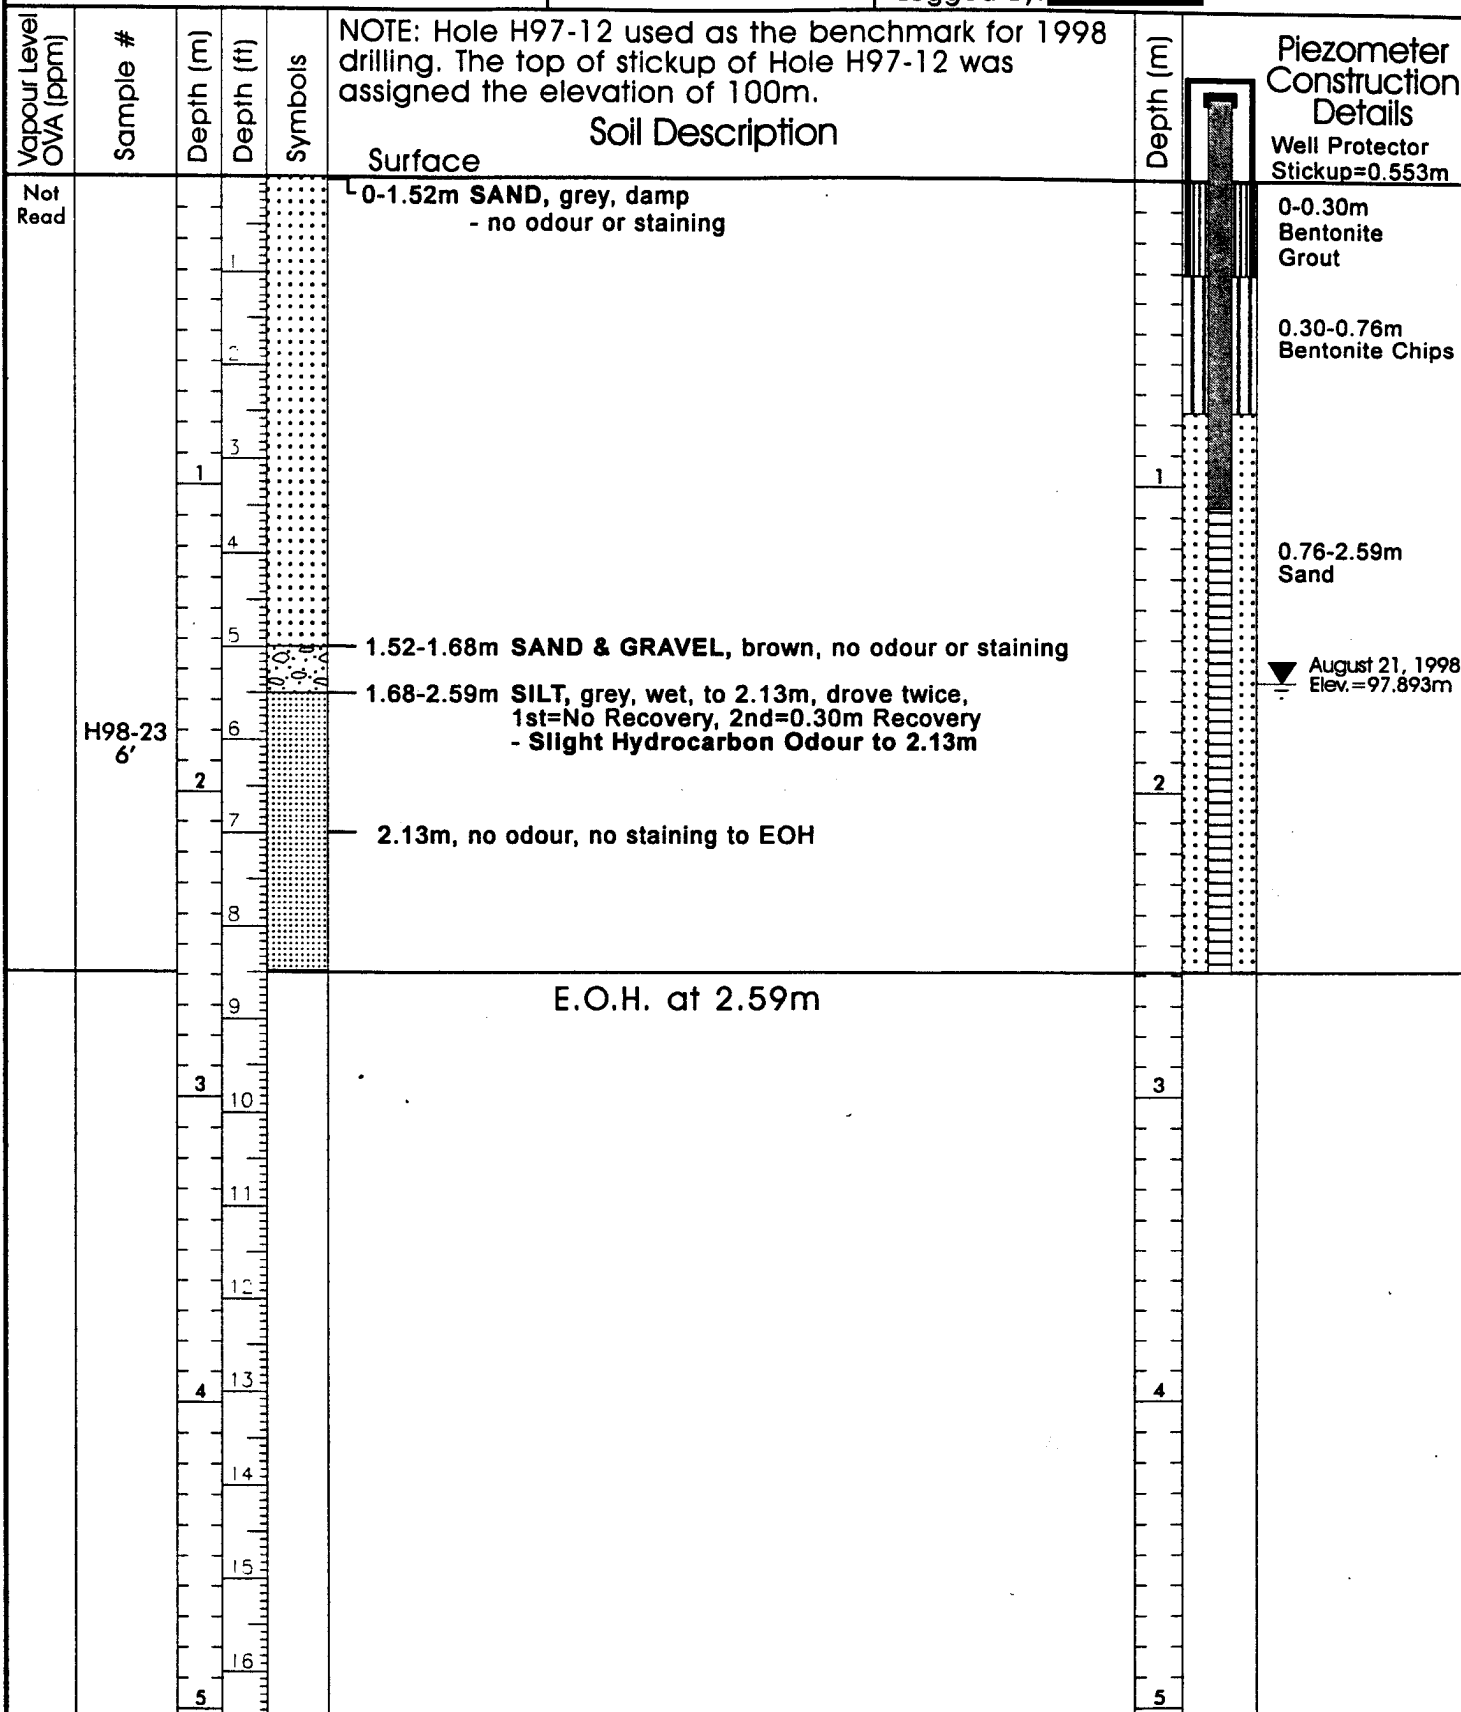 Vapour Level
OVA (ppm)
Sample #
Depth (m)
Depth (ft)
Symbols
NOTE: Hole H97-12 used as the benchmark for 1998
drilling. The top of stickup of Hole H97-12 was
assigned the elevation of 100m.
Soil Description
Surface
Depth (m)
Piezometer
Construction
Details
Well Protector
Stickup=0.553m
Not
Read
0-1.52m SAND, grey, damp
- no odour or staining
0-0.30m
Bentonite
Grout
1
2
0.30-0.76m
Bentonite Chips
3
1
1
4
0.76-2.59m
Sand
5
1.52-1.68m SAND & GRAVEL, brown, no odour or staining
August 21, 1998
Elev.=97.893m
1.68-2.59m SILT, grey, wet, to 2.13m, drove twice,
1st=No Recovery, 2nd=0.30m Recovery
- Slight Hydrocarbon Odour to 2.13m
H98-23
6'
6
2
2
7
2.13m, no odour, no staining to EOH
8
E.O.H. at 2.59m
9
3
3
10
11
12
13
4
4
14
15
16
5
5